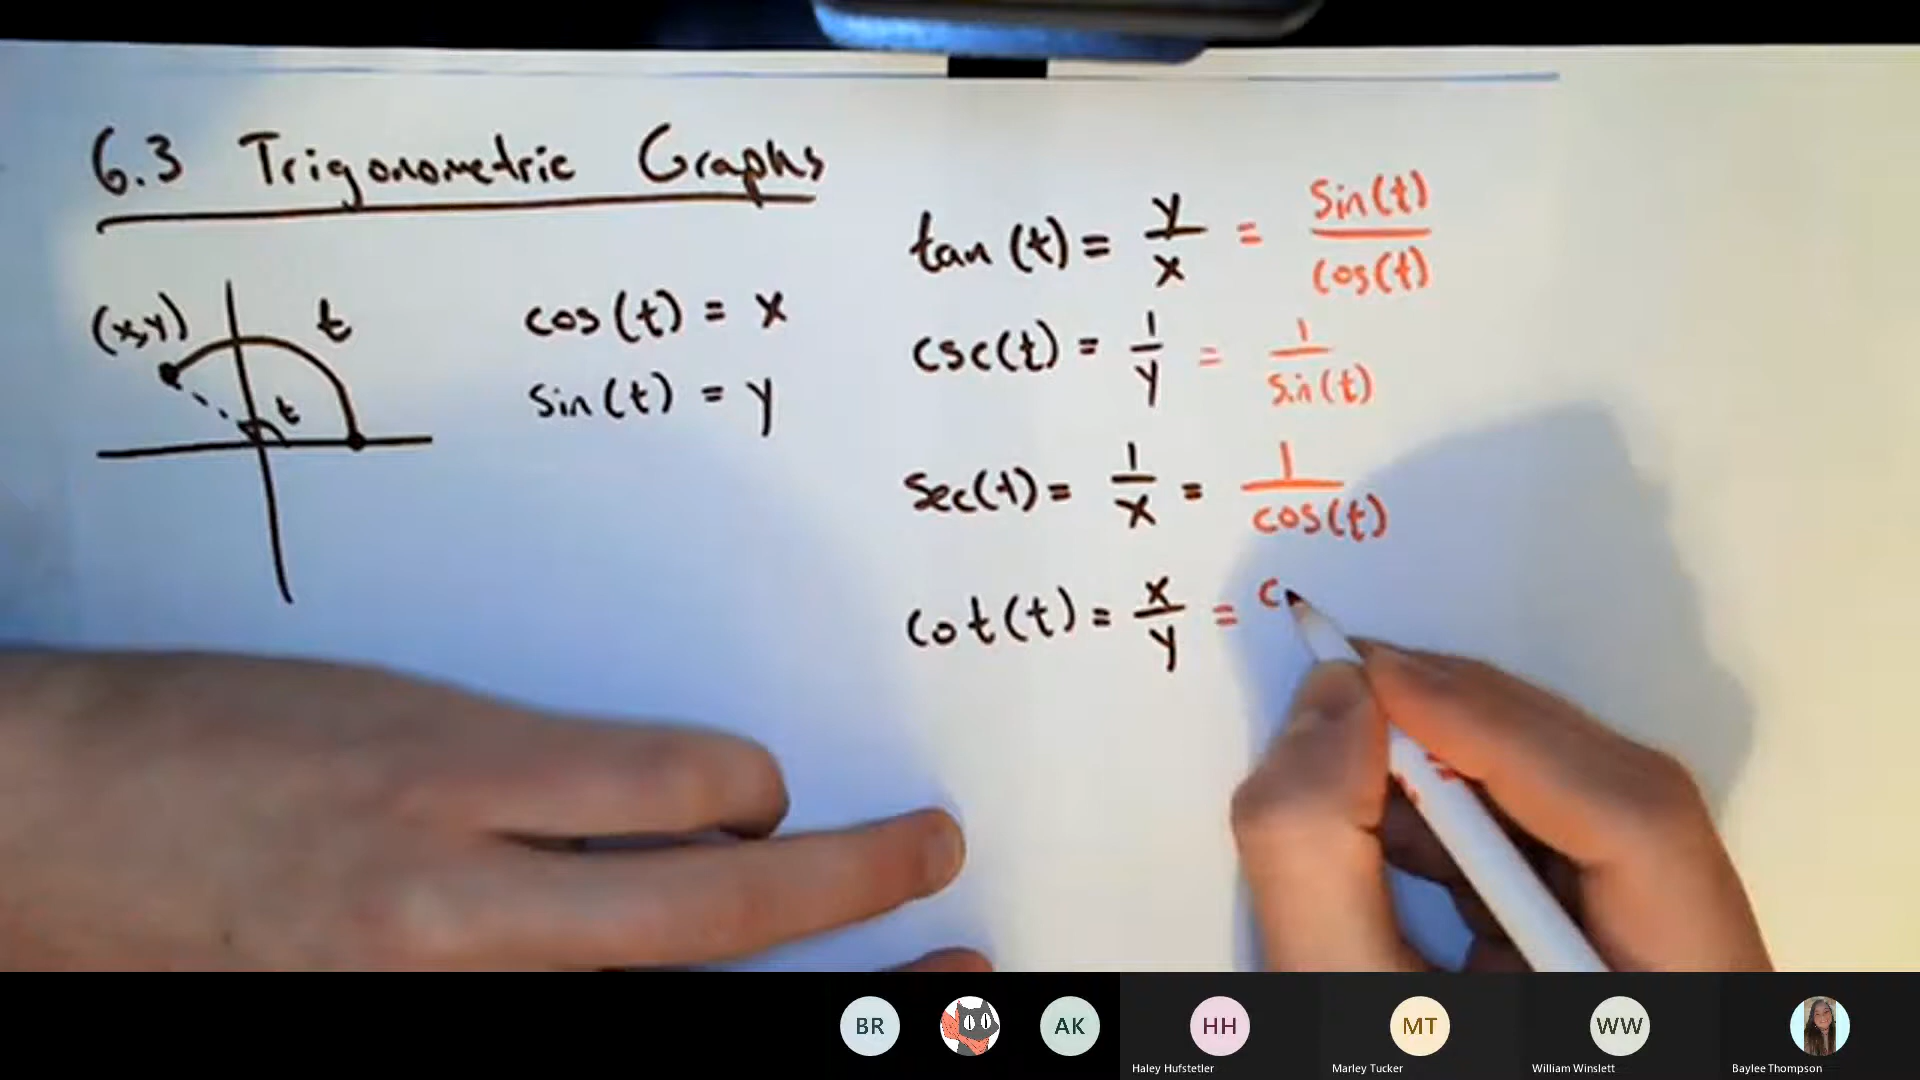 6.3 Trigonometric Graphs
(x,y)
t
t
cos(t) = x
sin(t) = y
tan(t) = y/x = sin(t)/cos(t)
csc(t) = 1/y = 1/sin(t)
sec(t) = 1/x = 1/cos(t)
cot(t) = x/y = c
BR
AK
HH
MT
WW
Haley Hufstetler
Marley Tucker
William Winslett
Baylee Thompson